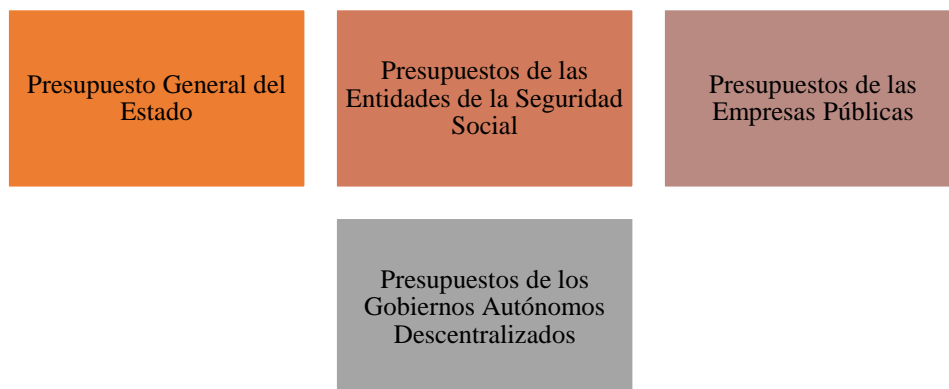 Presupuesto General del
Estado
Presupuestos de las
Entidades de la Seguridad
Social
Presupuestos de las
Empresas Públicas
Presupuestos de los
Gobiernos Autónomos
Descentralizados